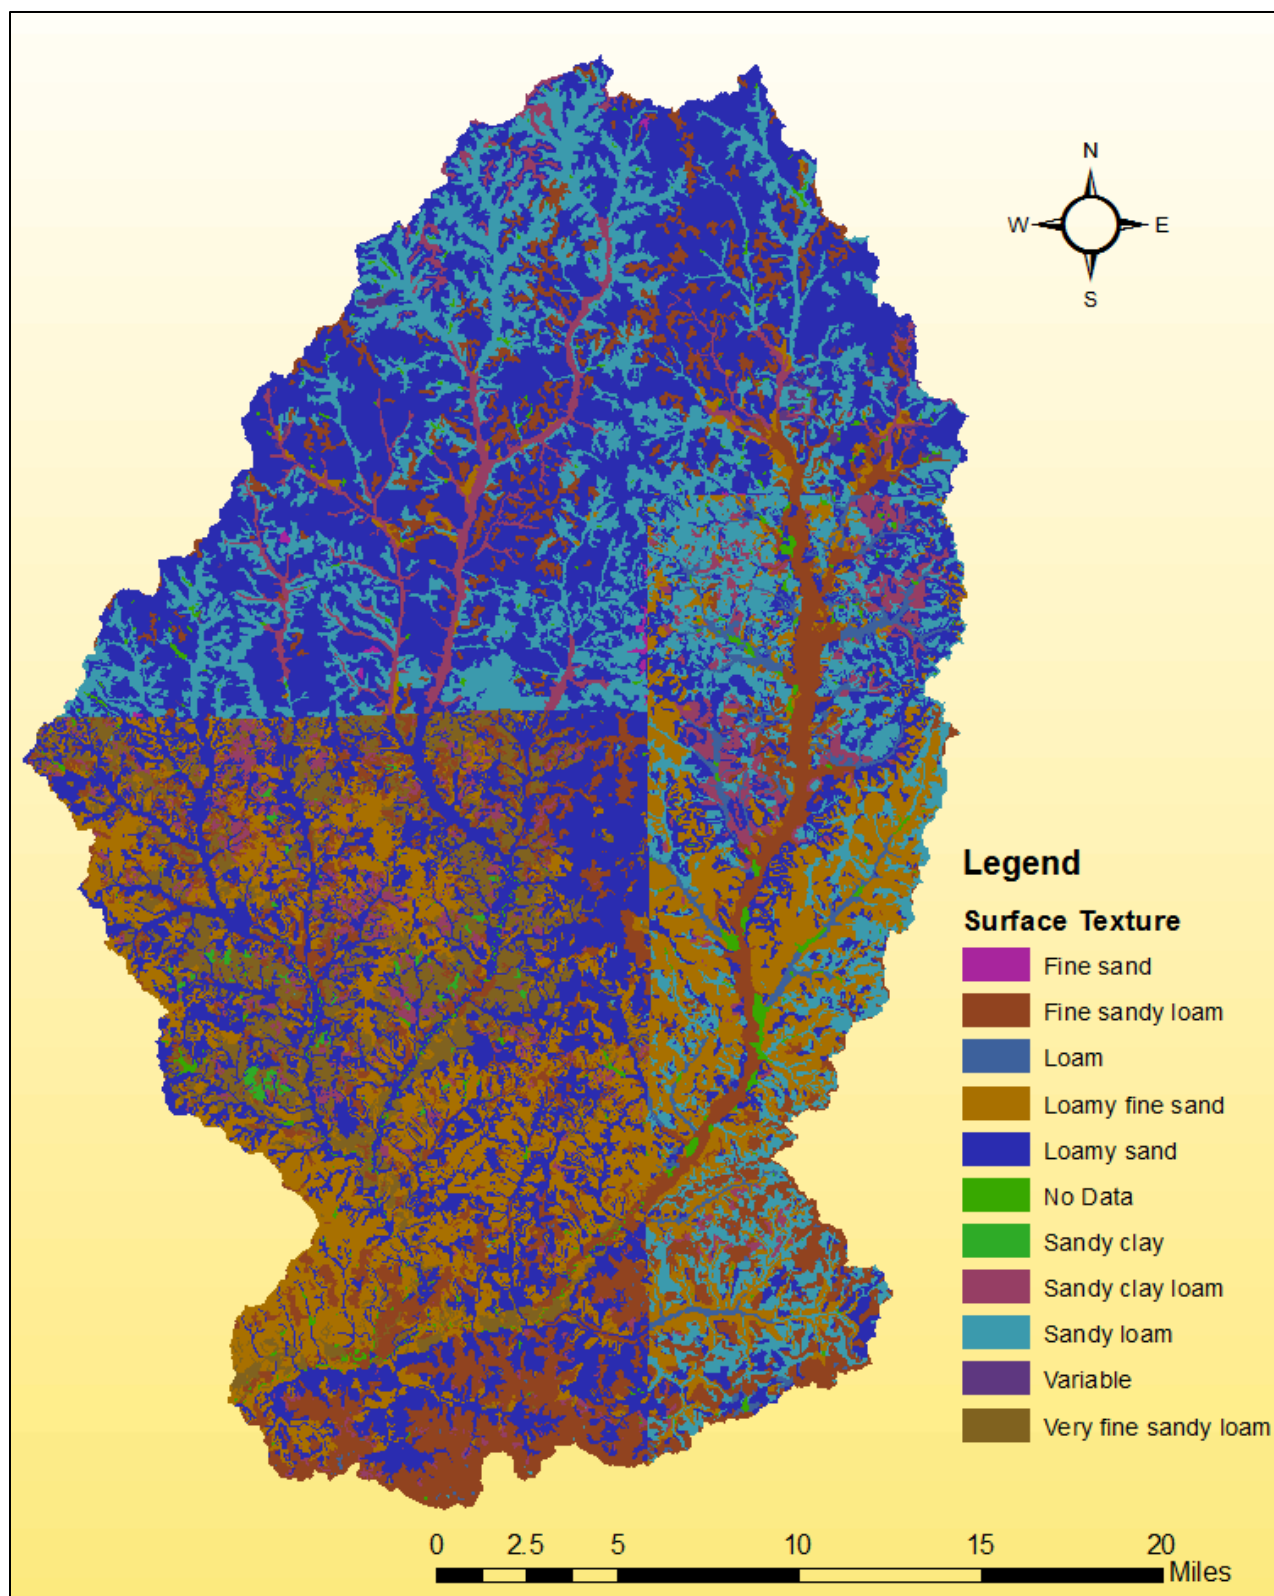 N
W E
S
Legend
Surface Texture
Fine sand
Fine sandy loam
Loam
Loamy fine sand
Loamy sand
No Data
Sandy clay
Sandy clay loam
Sandy loam
Variable
Very fine sandy loam
0 2.5 5 10 15 20
Miles